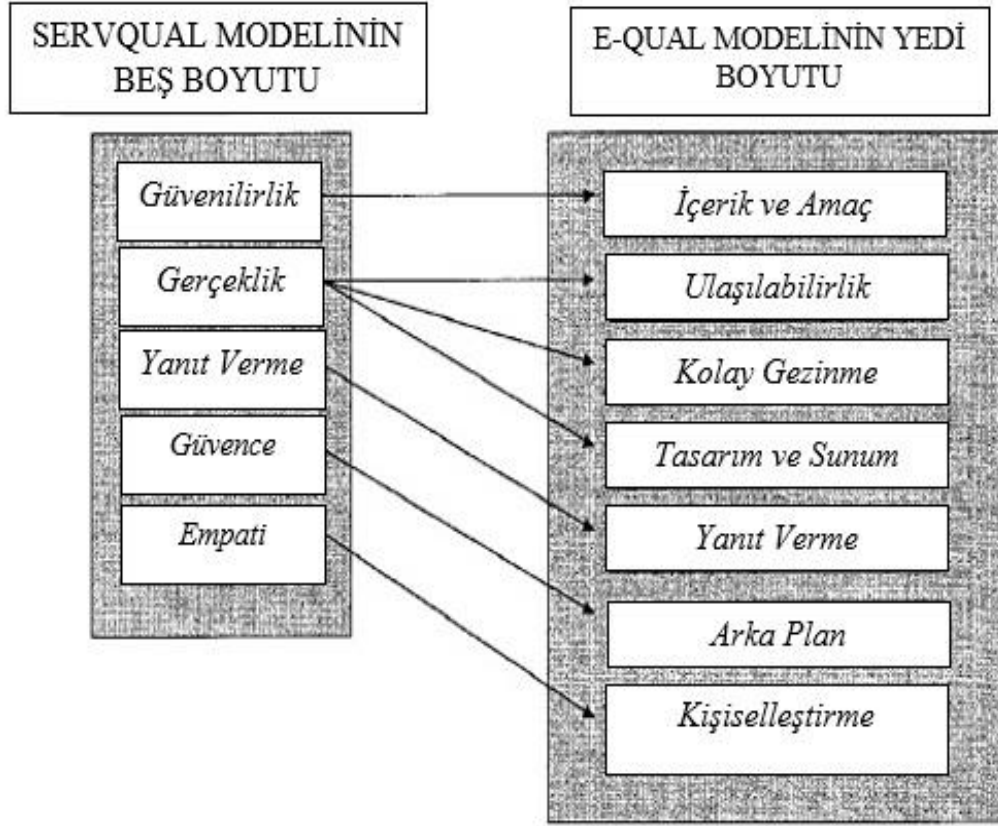 SERVQUAL MODELİNİN
BEŞ BOYUTU
Güvenilirlik
Gerçeklik
Yanıt Verme
Güvence
Empati
E-QUAL MODELİNİN YEDİ
BOYUTU
İçerik ve Amaç
Ulaşılabilirlik
Kolay Gezinme
Tasarım ve Sunum
Yanıt Verme
Arka Plan
Kişiselleştirme